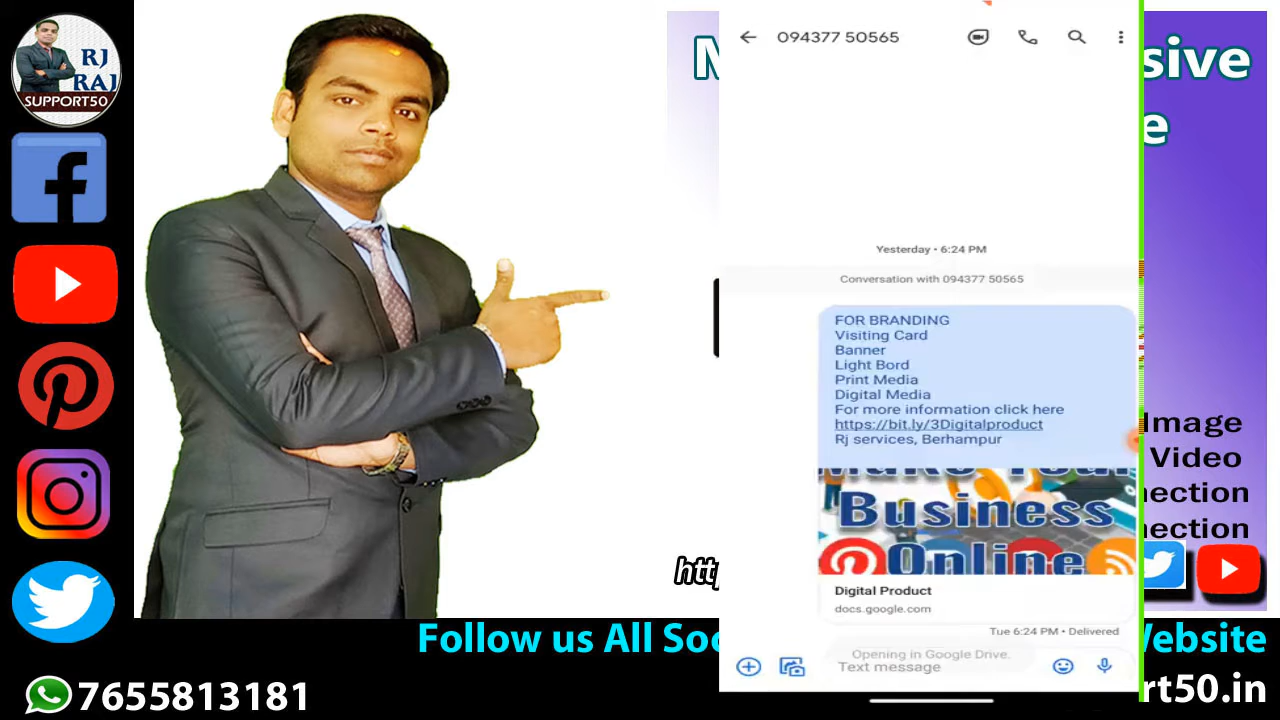 RJ
RAJ
SUPPORT50
094377 50565
sive
e
Yesterday • 6:24 PM
Conversation with 094377 50565
FOR BRANDING
Visiting Card
Banner
Light Bord
Print Media
Digital Media
For more information click here
https://bit.ly/3Digitalproduct
Rj services, Berhampur
Make Your
Business
Online
Digital Product
docs.google.com
Tue 6:24 PM • Delivered
Opening in Google Drive.
Text message
Image
Video
nection
nection
http
Follow us All Soc
Website
7655813181
rt50.in